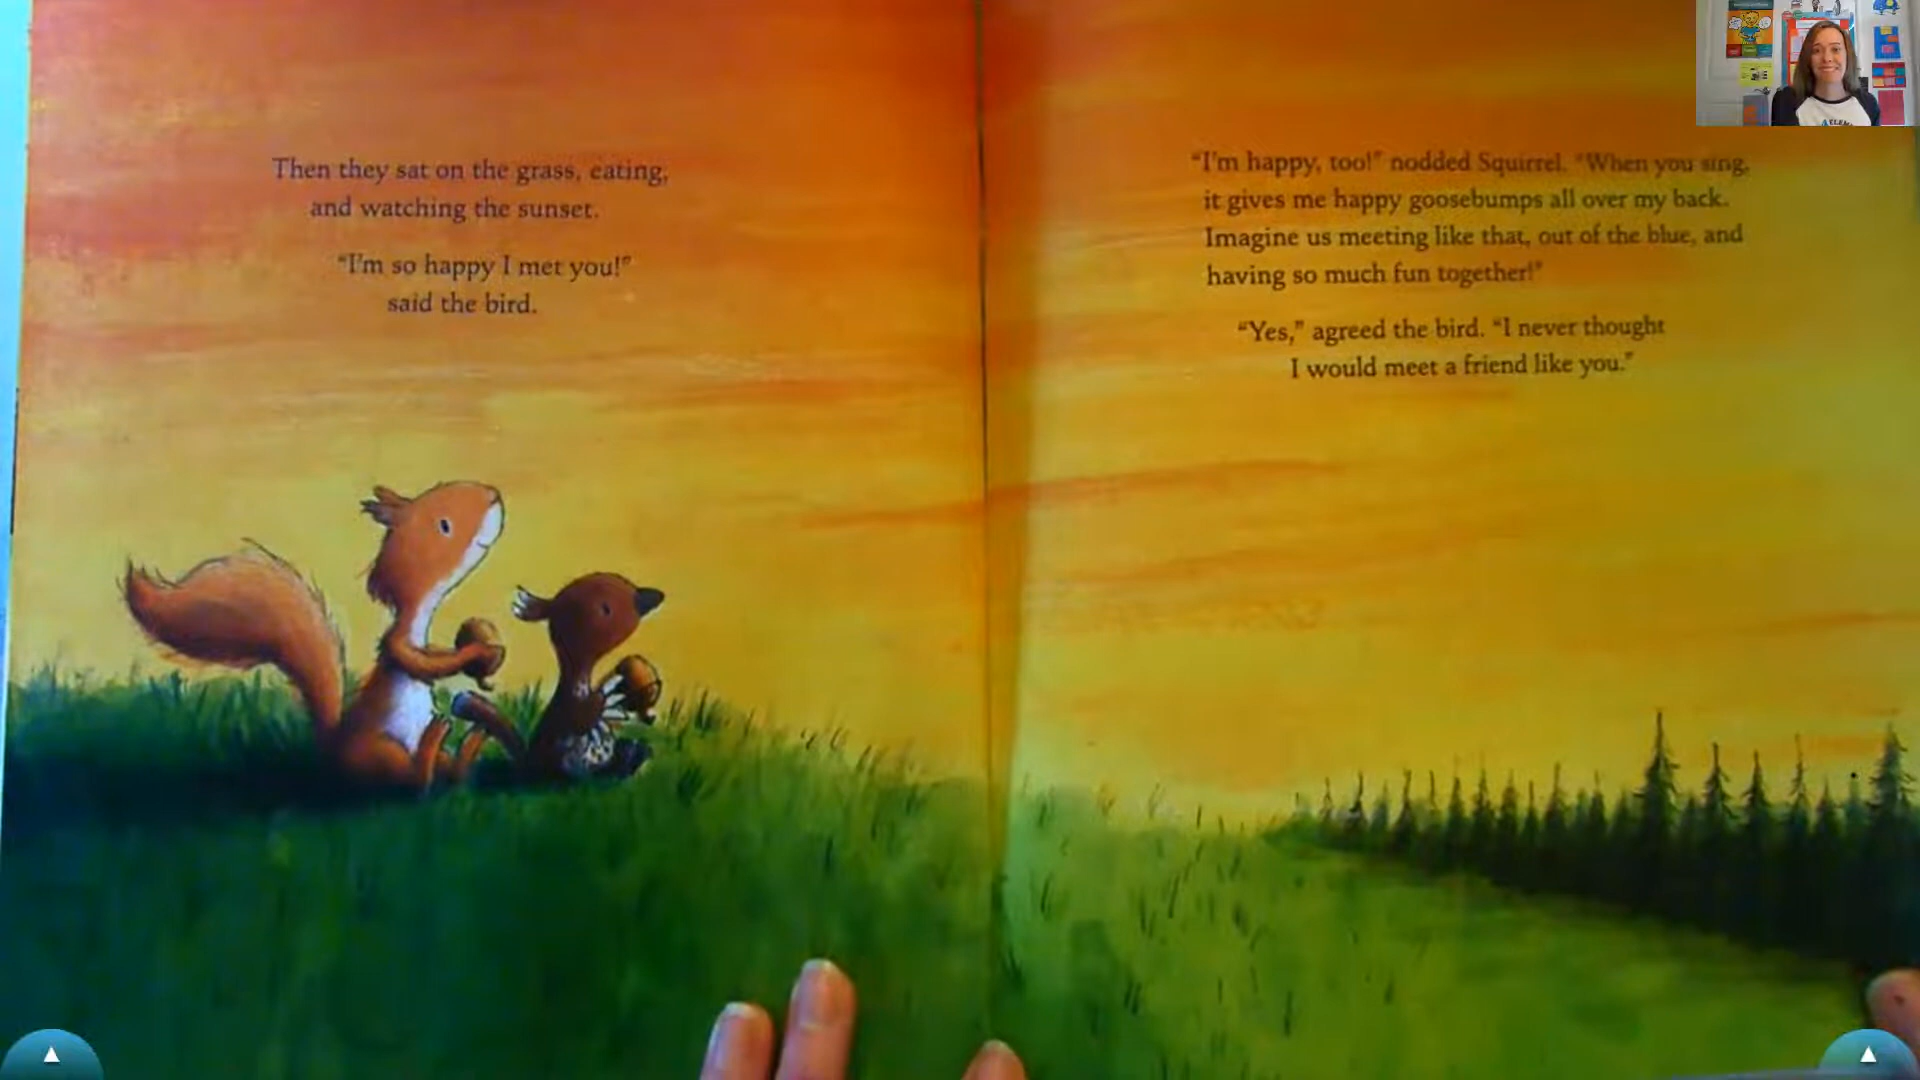 Then they sat on the grass, eating,
and watching the sunset.
"I'm so happy I met you!"
said the bird.
"I'm happy, too!" nodded Squirrel. "When you sing,
it gives me happy goosebumps all over my back.
Imagine us meeting like that, out of the blue, and
having so much fun together!"
"Yes," agreed the bird. "I never thought
I would meet a friend like you."